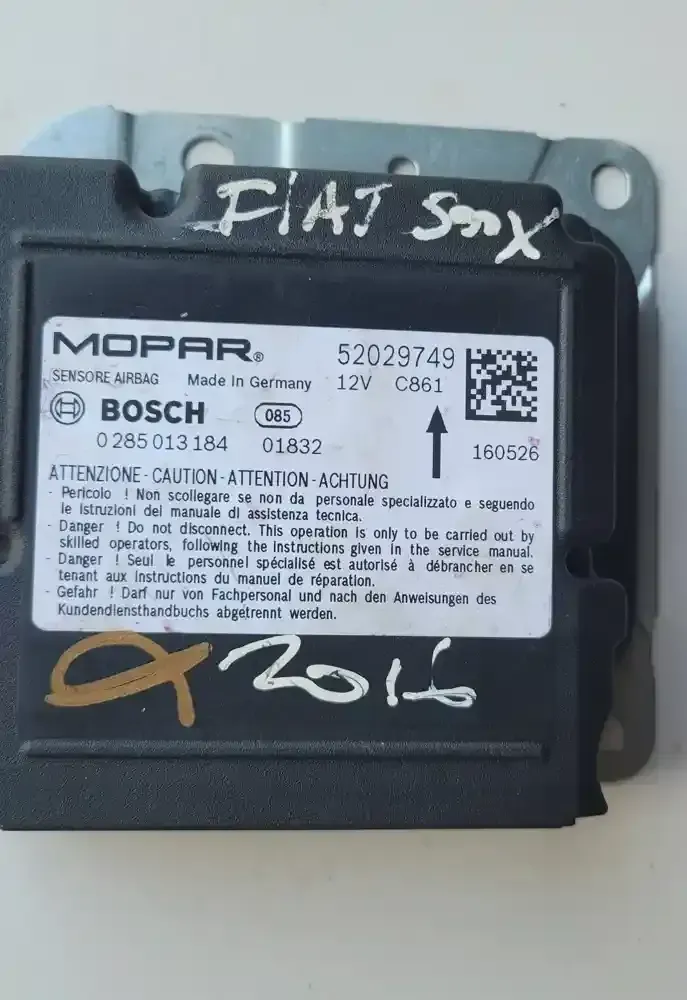 FIAT 500X
MOPAR® 52029749
SENSORE AIRBAG Made In Germany 12V C861
BOSCH 085
0 285 013 184 01832 160526
ATTENZIONE - CAUTION - ATTENTION - ACHTUNG
- Pericolo ! Non scollegare se non da personale specializzato e seguendo
le istruzioni del manuale di assistenza tecnica.
- Danger ! Do not disconnect. This operation is only to be carried out by
skilled operators, following the instructions given in the service manual.
- Danger ! Seul le personnel spécialisé est autorisé à débrancher en se
tenant aux instructions du manuel de réparation.
- Gefahr ! Darf nur von Fachpersonal und nach den Anweisungen des
Kundendiensthandbuchs abgetrennt werden.
2016